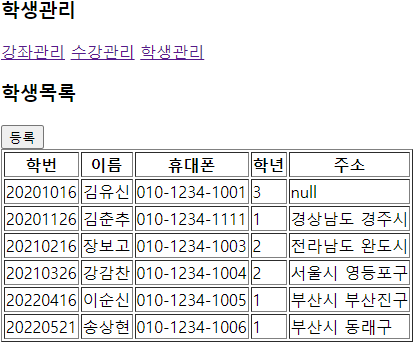 학생관리
강좌관리 수강관리 학생관리
학생목록
등록
학번 이름 휴대폰 학년 주소
20201016 김유신 010-1234-1001 3 null
20201126 김춘추 010-1234-1111 1 경상남도 경주시
20210216 장보고 010-1234-1003 2 전라남도 완도시
20210326 강감찬 010-1234-1004 2 서울시 영등포구
20220416 이순신 010-1234-1005 1 부산시 부산진구
20220521 송상현 010-1234-1006 1 부산시 동래구